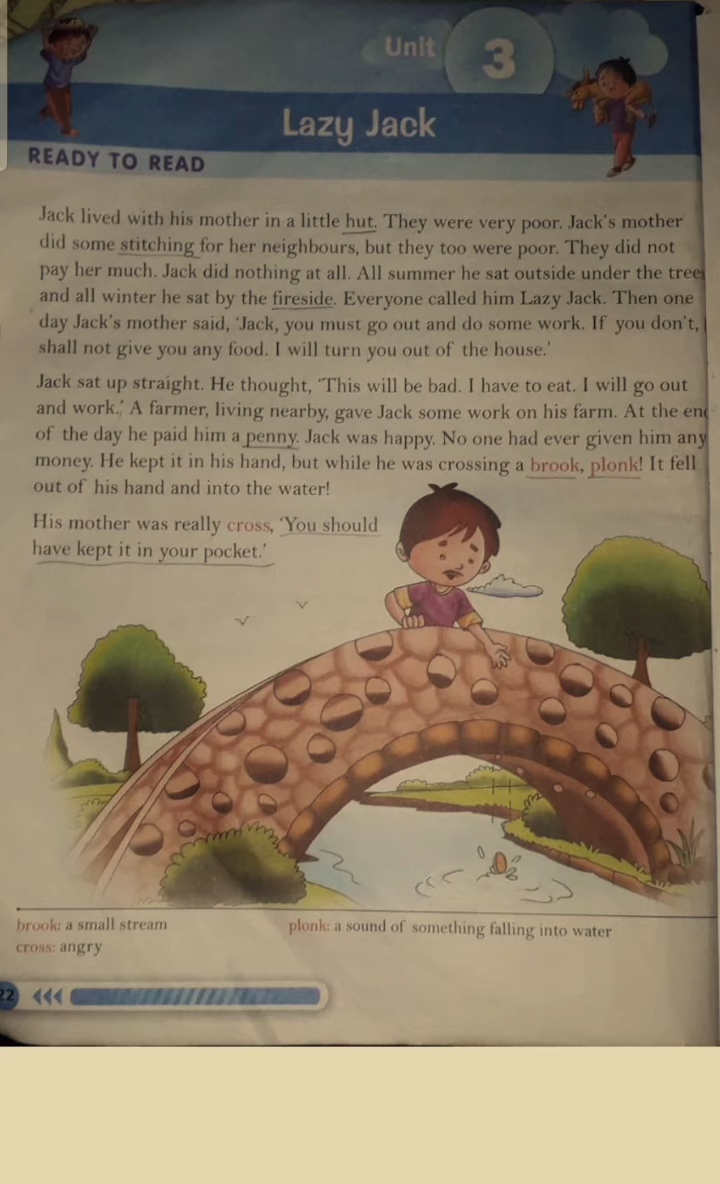 Unit 3
Lazy Jack
READY TO READ
Jack lived with his mother in a little hut. They were very poor. Jack's mother
did some stitching for her neighbours, but they too were poor. They did not
pay her much. Jack did nothing at all. All summer he sat outside under the tree
and all winter he sat by the fireside. Everyone called him Lazy Jack. Then one
day Jack's mother said, 'Jack, you must go out and do some work. If you don't,
shall not give you any food. I will turn you out of the house.'
Jack sat up straight. He thought, 'This will be bad. I have to eat. I will go out
and work.' A farmer, living nearby, gave Jack some work on his farm. At the
of the day he paid him a penny. Jack was happy. No one had ever given him any
money. He kept it in his hand, but while he was crossing a brook, plonk! It fell
out of his hand and into the water!
His mother was really cross, 'You should
have kept it in your pocket.'
brook: a small stream
plonk: a sound of something falling into water
cross: angry
22